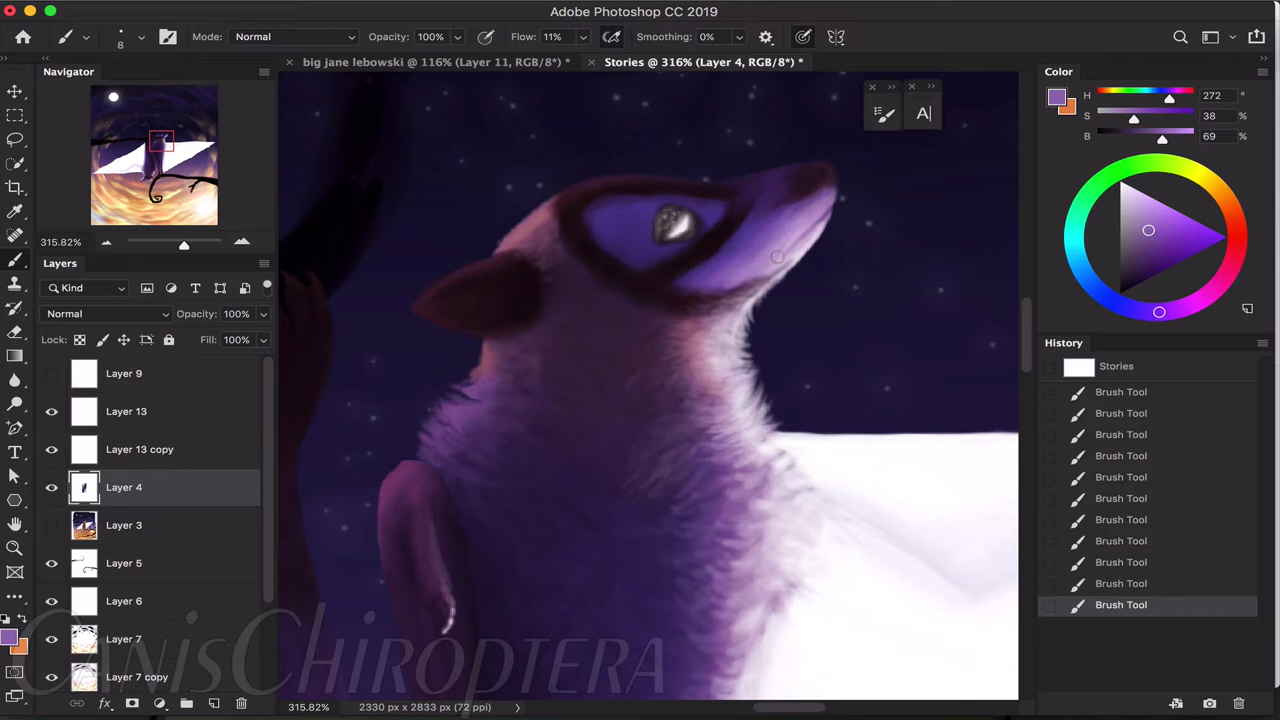 Adobe Photoshop CC 2019
8 Mode: Normal Opacity: 100% Flow: 11% Smoothing: 0%
big jane lebowski @ 116% (Layer 11, RGB/8*) * Stories @ 316% (Layer 4, RGB/8*) *
Navigator
315.82%
Layers
Kind
Normal Opacity: 100%
Lock: Fill: 100%
Layer 9
Layer 13
Layer 13 copy
Layer 4
Layer 3
Layer 5
Layer 6
Layer 7
Layer 7 copy
A
Color
H 272 °
S 38 %
B 69 %
History
Stories
Brush Tool
Brush Tool
Brush Tool
Brush Tool
Brush Tool
Brush Tool
Brush Tool
Brush Tool
Brush Tool
Brush Tool
Brush Tool
CanisChiroptera
315.82% 2330 px x 2833 px (72 ppi)